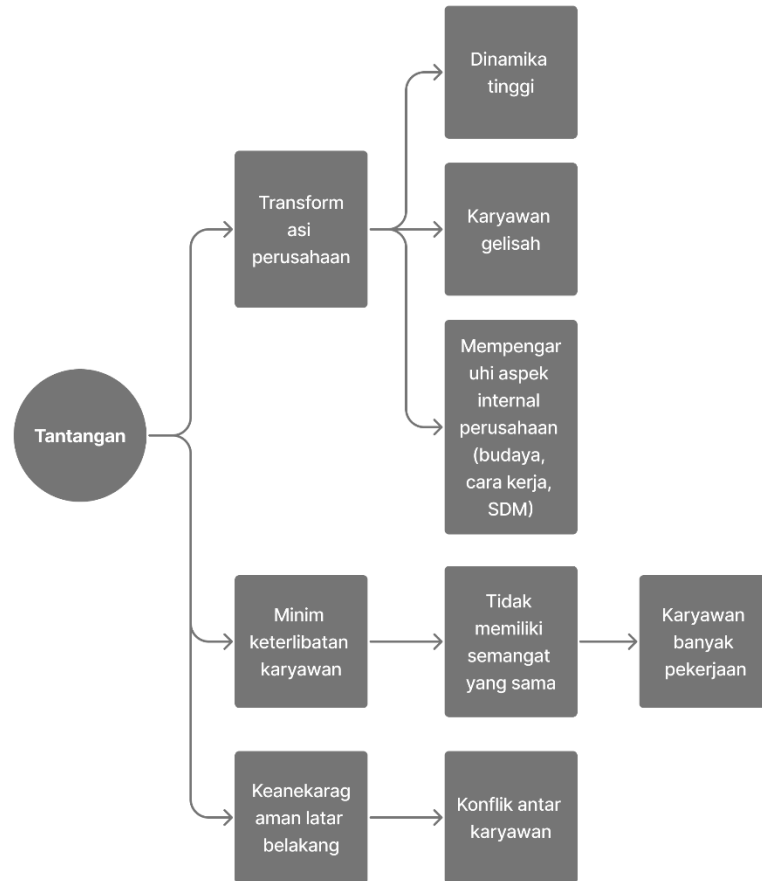 Dinamika
tinggi
Transform
asi
perusahaan
Karyawan
gelisah
Mempengar
uhi aspek
internal
perusahaan
(budaya,
cara kerja,
SDM)
Tantangan
Minim
keterlibatan
karyawan
Tidak
memiliki
semangat
yang sama
Karyawan
banyak
pekerjaan
Keanekarag
aman latar
belakang
Konflik antar
karyawan